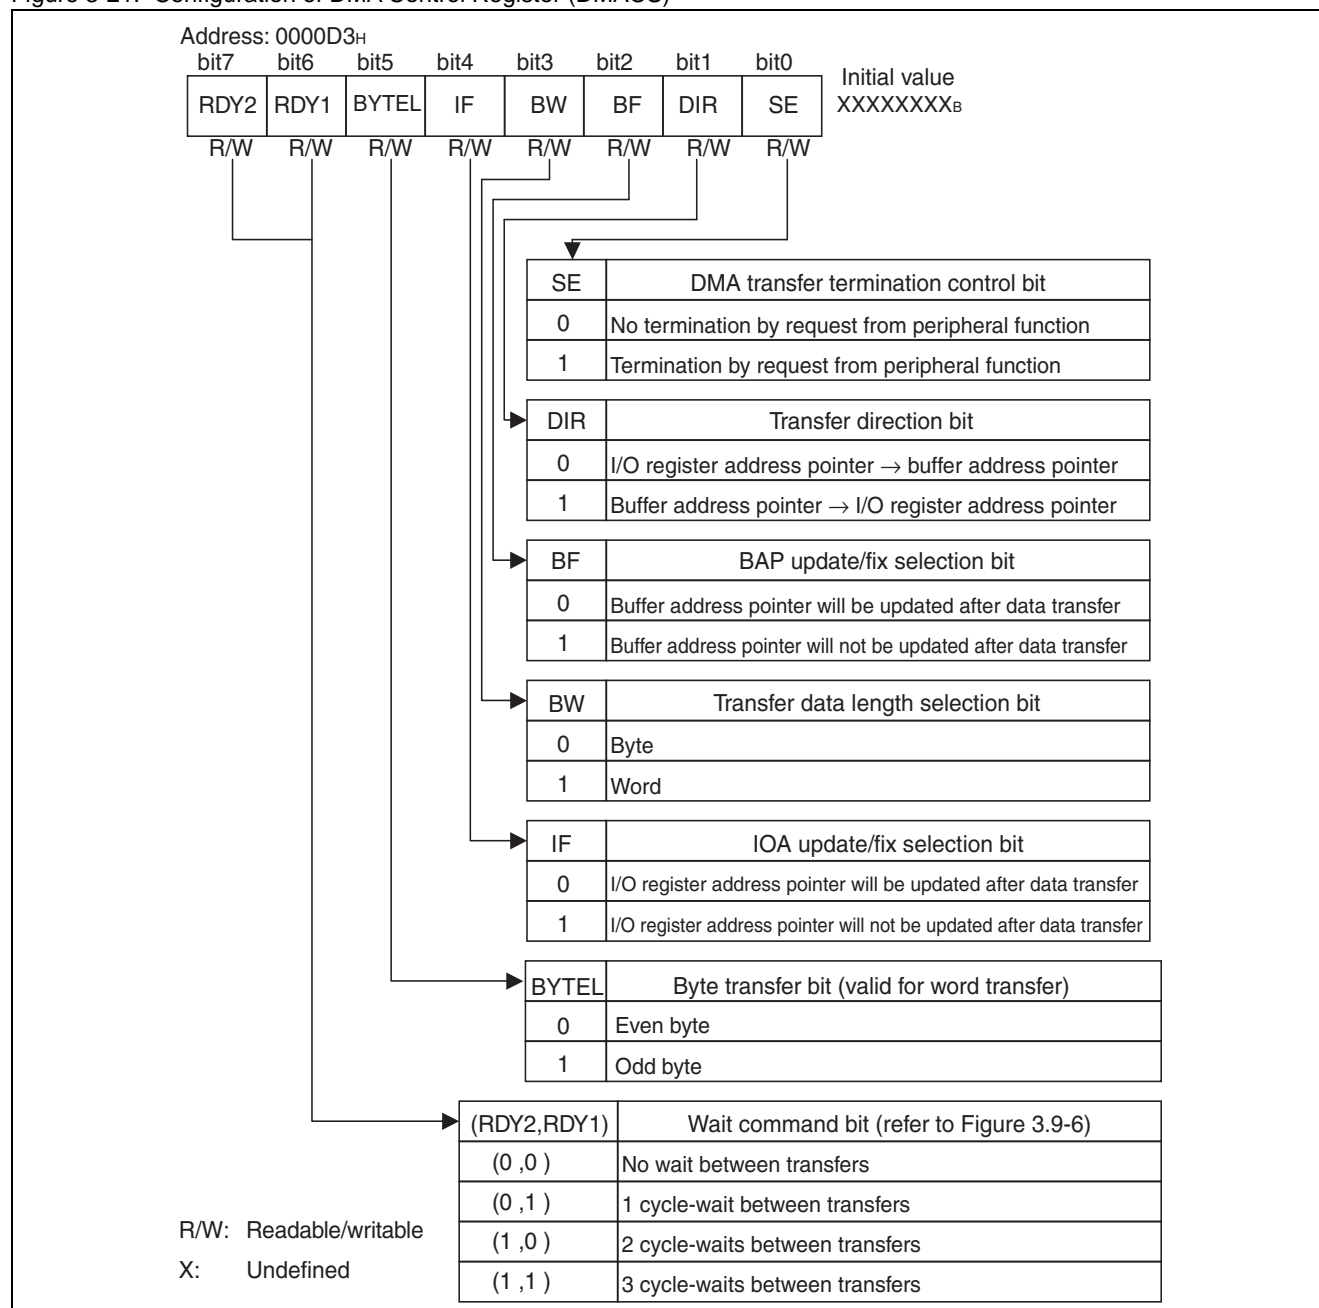 Address: 0000D3H
bit7 bit6 bit5 bit4 bit3 bit2 bit1 bit0
Initial value
RDY2 RDY1 BYTEL IF BW BF DIR SE XXXXXXXXB
R/W R/W R/W R/W R/W R/W R/W R/W
SE DMA transfer termination control bit
0 No termination by request from peripheral function
1 Termination by request from peripheral function
DIR Transfer direction bit
0 I/O register address pointer → buffer address pointer
1 Buffer address pointer → I/O register address pointer
BF BAP update/fix selection bit
0 Buffer address pointer will be updated after data transfer
1 Buffer address pointer will not be updated after data transfer
BW Transfer data length selection bit
0 Byte
1 Word
IF IOA update/fix selection bit
0 I/O register address pointer will be updated after data transfer
1 I/O register address pointer will not be updated after data transfer
BYTEL Byte transfer bit (valid for word transfer)
0 Even byte
1 Odd byte
(RDY2,RDY1) Wait command bit (refer to Figure 3.9-6)
(0 ,0 ) No wait between transfers
(0 ,1 ) 1 cycle-wait between transfers
(1 ,0 ) 2 cycle-waits between transfers
(1 ,1 ) 3 cycle-waits between transfers
R/W: Readable/writable
X: Undefined